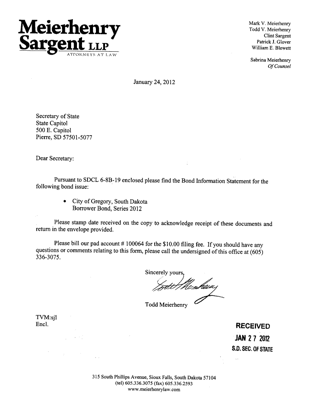 Meierhenry
Sargent LLP
ATTORNEYS AT LAW
Mark V. Meierhenry
Todd V. Meierhenry
Clint Sargent
Patrick J. Glover
William E. Blewett
Sabrina Meierhenry
Of Counsel
January 24, 2012
Secretary of State
State Capitol
500 E. Capitol
Pierre, SD 57501-5077
Dear Secretary:
Pursuant to SDCL 6-8B-19 enclosed please find the Bond Information Statement for the
following bond issue:
• City of Gregory, South Dakota
Borrower Bond, Series 2012
Please stamp date received on the copy to acknowledge receipt of these documents and
return in the envelope provided.
Please bill our pad account # 100064 for the $10.00 filing fee. If you should have any
questions or comments relating to this form, please call the undersigned of this office at (605)
336-3075.
Sincerely yours,
Todd Meierhenry
TVM:sjl
Encl.
RECEIVED
JAN 27 2012
S.D. SEC. OF STATE
315 South Phillips Avenue, Sioux Falls, South Dakota 57104
(tel) 605.336.3075 (fax) 605.336.2593
www.meierhenrylaw.com